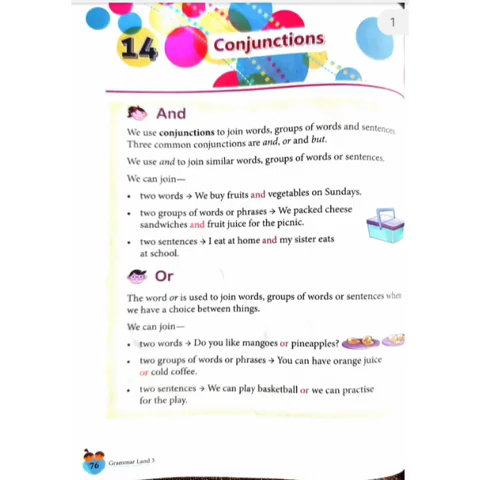 1
14 Conjunctions
And
We use conjunctions to join words, groups of words and sentences.
Three common conjunctions are and, or and but.
We use and to join similar words, groups of words or sentences.
We can join—
• two words → We buy fruits and vegetables on Sundays.
• two groups of words or phrases → We packed cheese
sandwiches and fruit juice for the picnic.
• two sentences → I eat at home and my sister eats
at school.
Or
The word or is used to join words, groups of words or sentences when
we have a choice between things.
We can join—
• two words → Do you like mangoes or pineapples?
• two groups of words or phrases → You can have orange juice
or cold coffee.
• two sentences → We can play basketball or we can practise
for the play.
76 Grammar Land 3